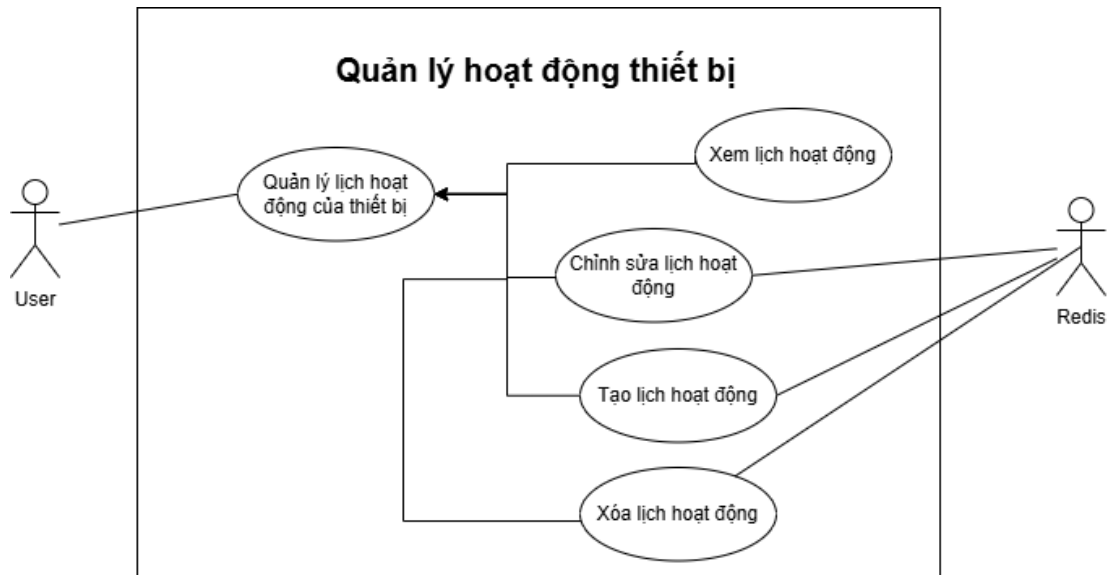 Quản lý hoạt động thiết bị
Xem lịch hoạt động
Quản lý lịch hoạt
động của thiết bị
Chỉnh sửa lịch hoạt
động
User
Redis
Tạo lịch hoạt động
Xóa lịch hoạt động